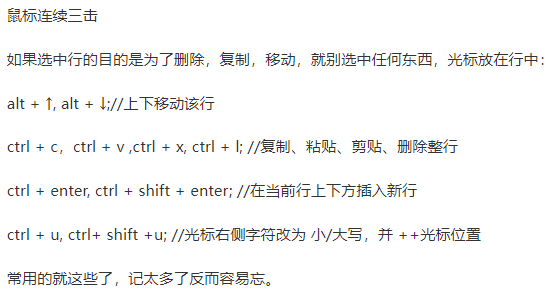 鼠标连续三击
如果选中行的目的是为了删除，复制，移动，就别选中任何东西，光标放在行中：
alt + ↑, alt + ↓;//上下移动该行
ctrl + c，ctrl + v ,ctrl + x, ctrl + l; //复制、粘贴、剪贴、删除整行
ctrl + enter, ctrl + shift + enter; //在当前行上下方插入新行
ctrl + u, ctrl+ shift +u; //光标右侧字符改为 小/大写，并 ++光标位置
常用的就这些了，记太多了反而容易忘。